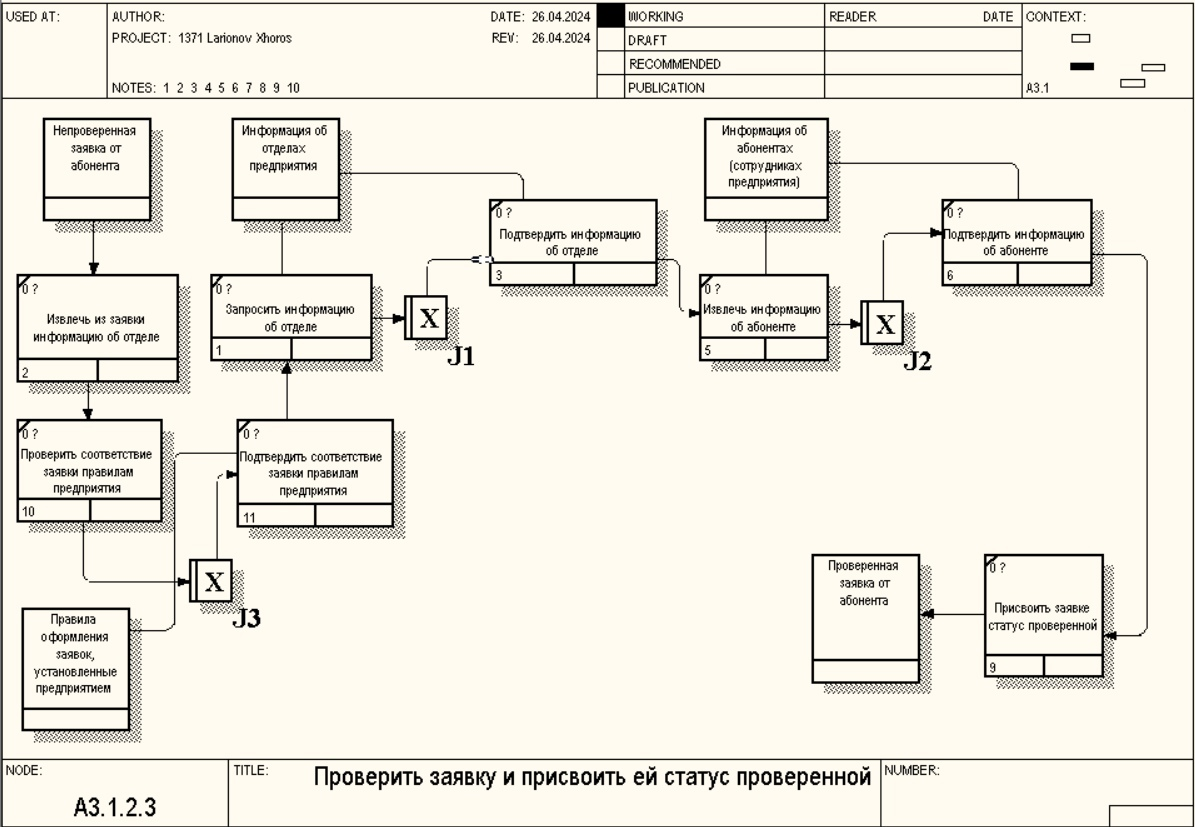 USED AT:
AUTHOR:
DATE: 26.04.2024
PROJECT: 1371 Larionov Xhoros
REV: 26.04.2024
NOTES: 1 2 3 4 5 6 7 8 9 10
WORKING
DRAFT
RECOMMENDED
PUBLICATION
READER
DATE
CONTEXT:
A3.1
Непроверенная
заявка от
абонента
Информация об
отделах
предприятия
Информация об
абонентах
(сотрудниках
предприятия)
0 ?
Подтвердить информацию
об отделе
3
0 ?
Подтвердить информацию
об абоненте
6
0 ?
Извлечь из заявки
информацию об отделе
2
0 ?
Запросить информацию
об отделе
1
X
J1
0 ?
Извлечь информацию
об абоненте
5
X
J2
0 ?
Проверить соответствие
заявки правилам
предприятия
10
0 ?
Подтвердить соответствие
заявки правилам
предприятия
11
X
J3
Правила
оформления
заявок,
установленные
предприятием
Проверенная
заявка от
абонента
0 ?
Присвоить заявке
статус проверенной
9
NODE:
A3.1.2.3
TITLE:
Проверить заявку и присвоить ей статус проверенной
NUMBER: